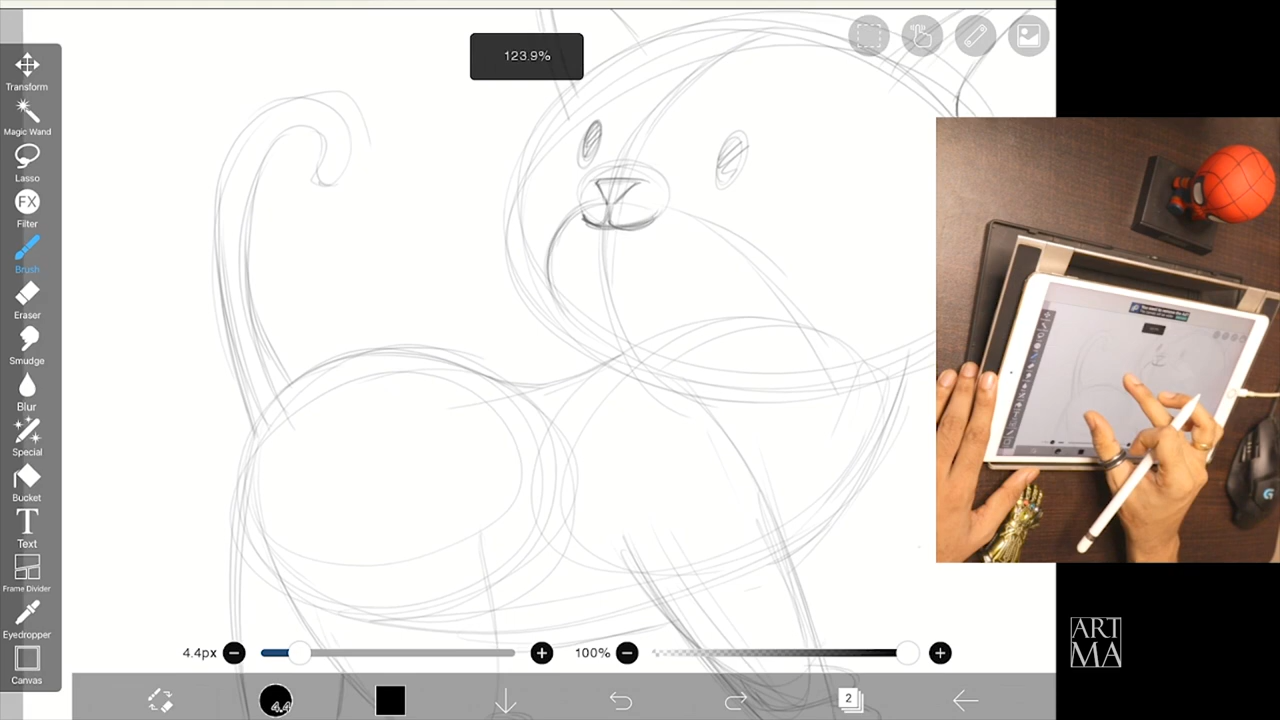 123.9%
Transform
Magic Wand
Lasso
FX
Filter
Brush
Eraser
Smudge
Blur
Special
Bucket
T
Text
Frame Divider
Eyedropper
Canvas
4.4px
100%
4.4
2
ART
MA